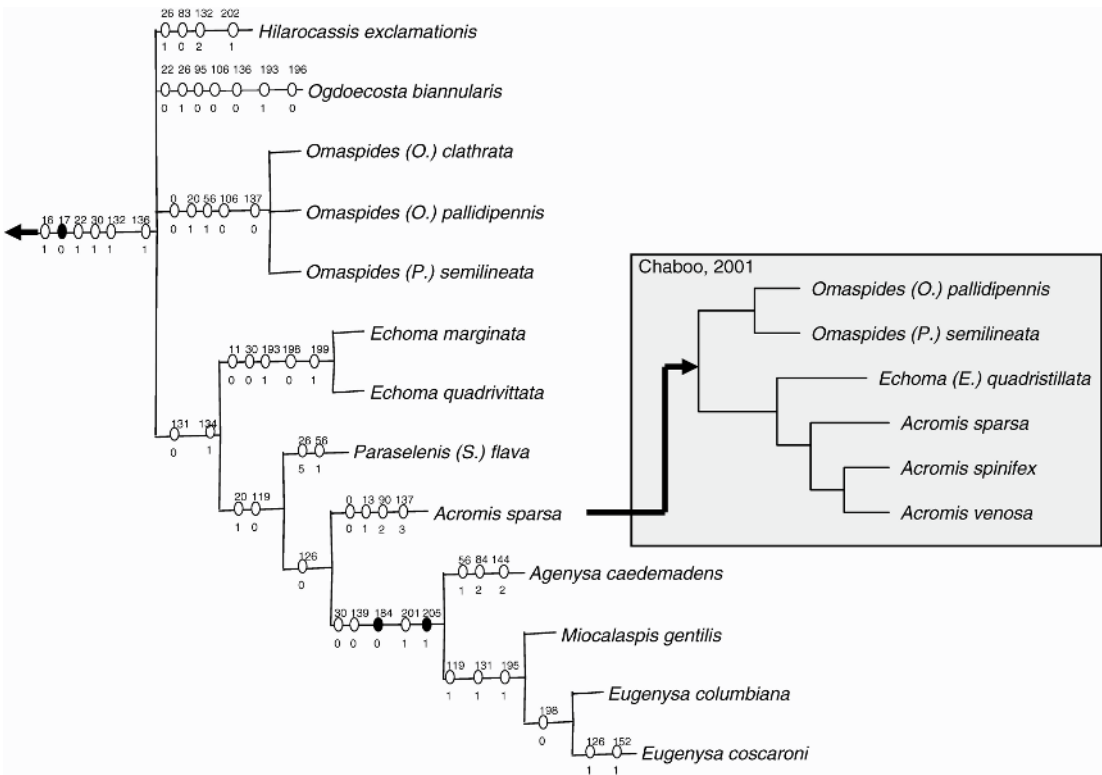 26 83 132 202
Hilarocassis exclamationis
1 0 2 1
22 26 95 106 136 193 196
Ogdoecosta biannularis
0 1 0 0 0 1 0
Omaspides (O.) clathrata
0 20 56 106 137
Omaspides (O.) pallidipennis
0 1 1 0 0
16 17 22 30 132 136
1 0 1 1 1 1
Omaspides (P.) semilineata
Chaboo, 2001
Omaspides (O.) pallidipennis
Omaspides (P.) semilineata
Echoma (E.) quadristillata
Acromis sparsa
Acromis spinifex
Acromis venosa
Echoma marginata
11 30 193 196 199
0 0 1 0 1
Echoma quadrivittata
131 134
0 1
26 56
Paraselenis (S.) flava
5 1
20 119
1 0
0 13 90 137
Acromis sparsa
0 1 2 3
126
0
56 84 144
Agenysa caedemadens
1 2 2
30 139 184 201 205
0 0 0 1 1
Miocalaspis gentilis
119 131 195
1 1 1
Eugenysa columbiana
198
0
126 152
Eugenysa coscaroni
1 1